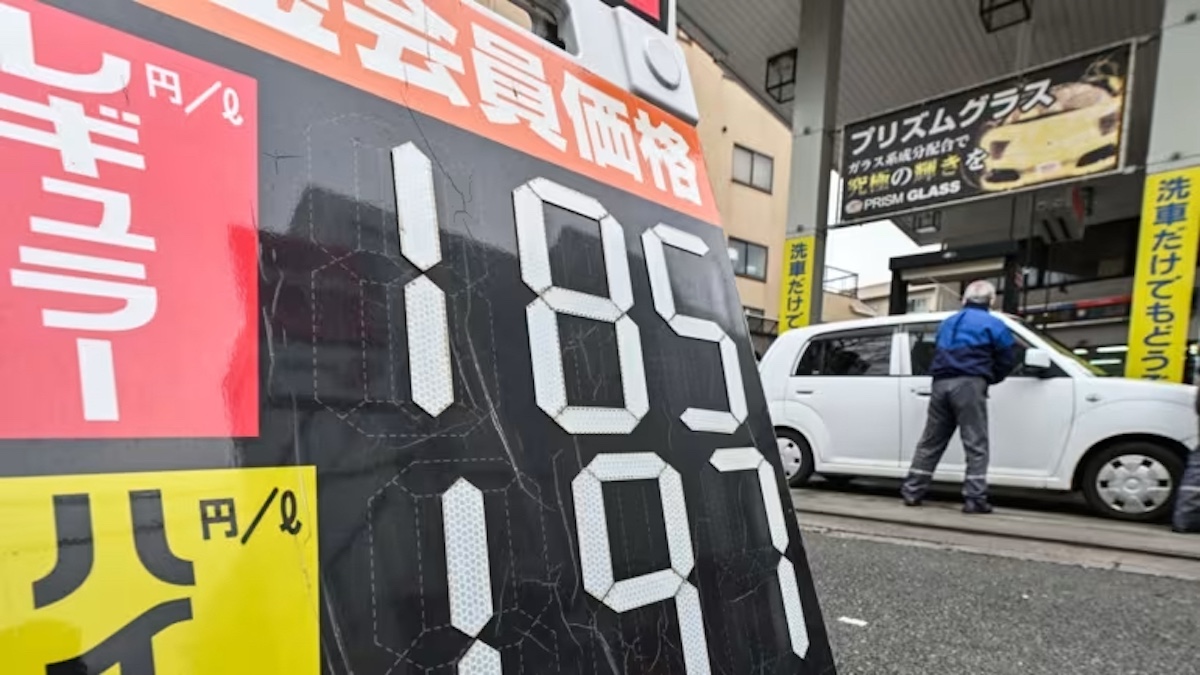 会員価格
レギュラー
円/ℓ
185
ハイ
円/ℓ
197
プリズムグラス
ガラス系成分配合で
究極の輝きを
PRISM GLASS
洗車だけで
洗車だけでもどう